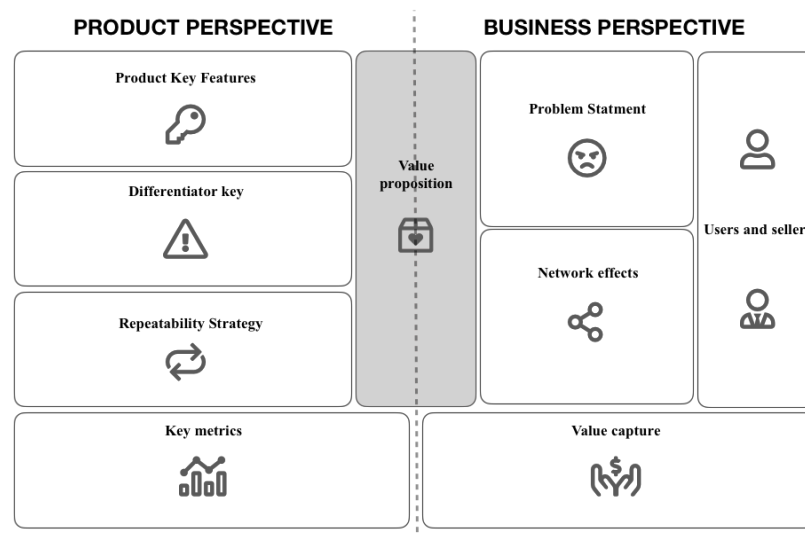 PRODUCT PERSPECTIVE
BUSINESS PERSPECTIVE
Product Key Features
Differentiator key
Repeatability Strategy
Value
proposition
Problem Statment
Network effects
Users and seller
Key metrics
Value capture